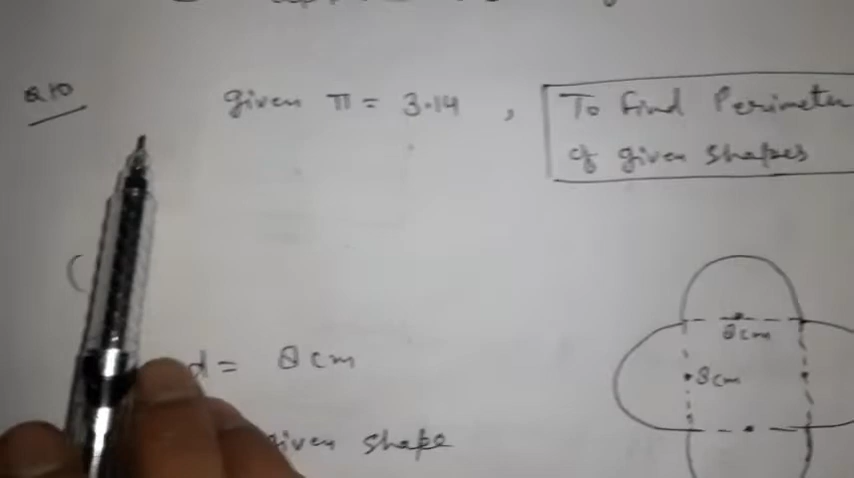 Q10
given π = 3.14 ,
To find Perimeter
of given shapes
(
d = 8 cm
8cm
8cm
given shape